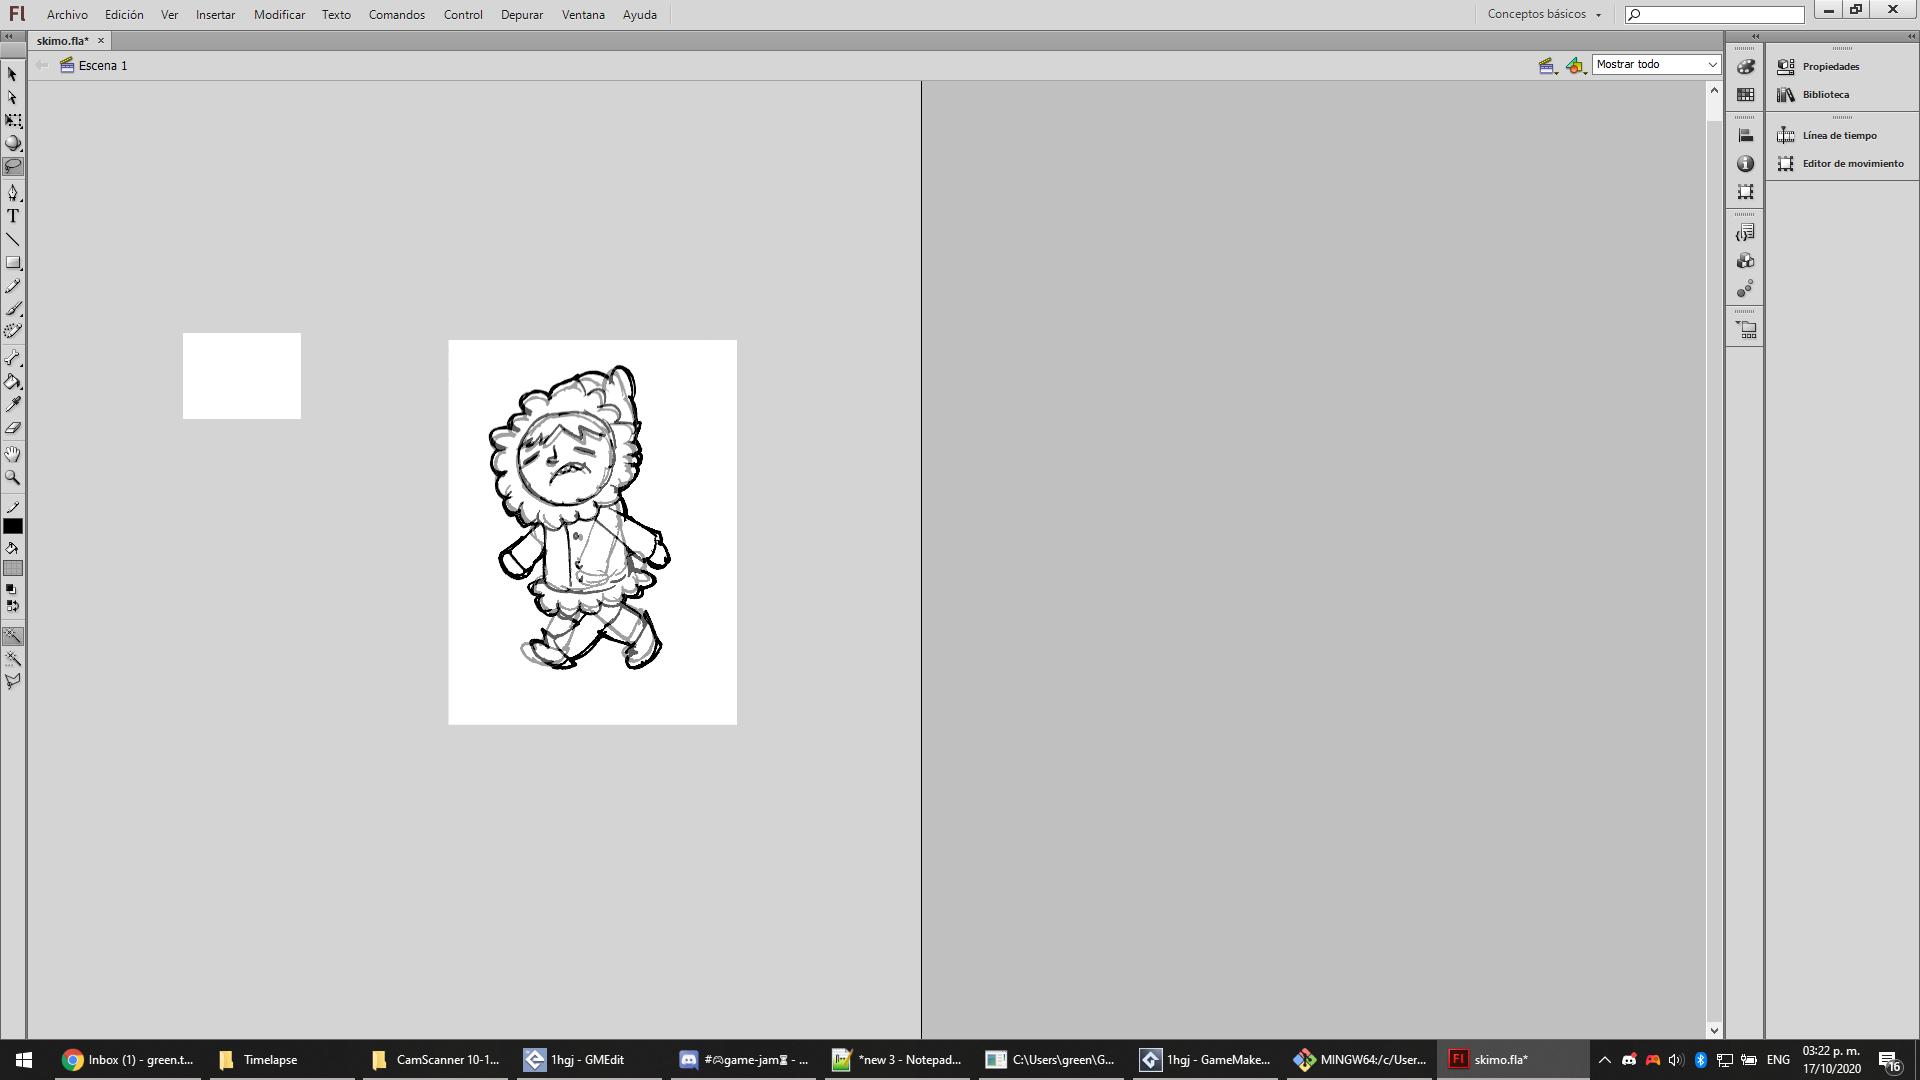 Fl Archivo Edición Ver Insertar Modificar Texto Comandos Control Depurar Ventana Ayuda Conceptos básicos
skimo.fla*
Escena 1 Mostrar todo
Propiedades
Biblioteca
Línea de tiempo
Editor de movimiento
T
Inbox (1) - green.t... Timelapse CamScanner 10-1... 1hgj - GMEdit #🎮game-jam⏳ - ... *new 3 - Notepad... C:\Users\green\G... 1hgj - GameMake... MINGW64:/c/User... Fl skimo.fla* ENG 03:22 p. m.
17/10/2020 16